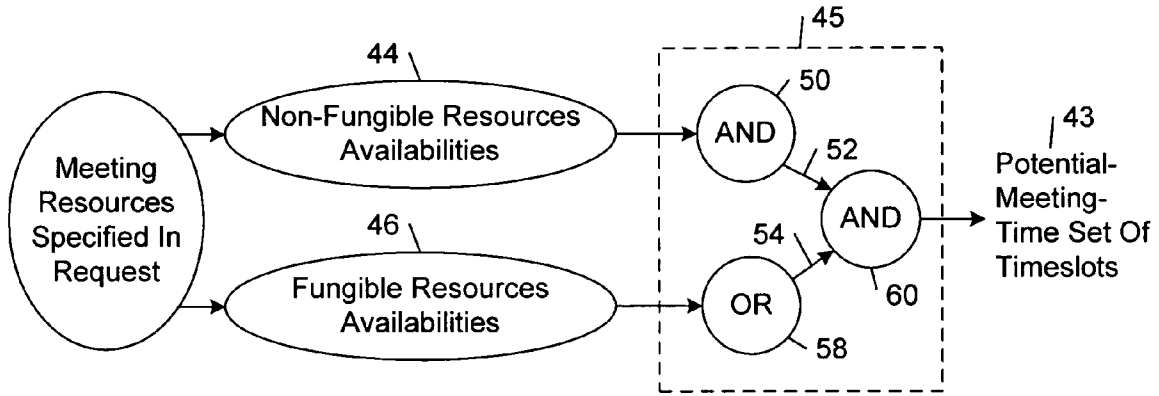 45
44
50
Non-Fungible Resources
Availabilities
AND
43
Potential-
Meeting-
Time Set Of
Timeslots
52
Meeting
Resources
Specified In
Request
AND
46
54
60
Fungible Resources
Availabilities
OR
58